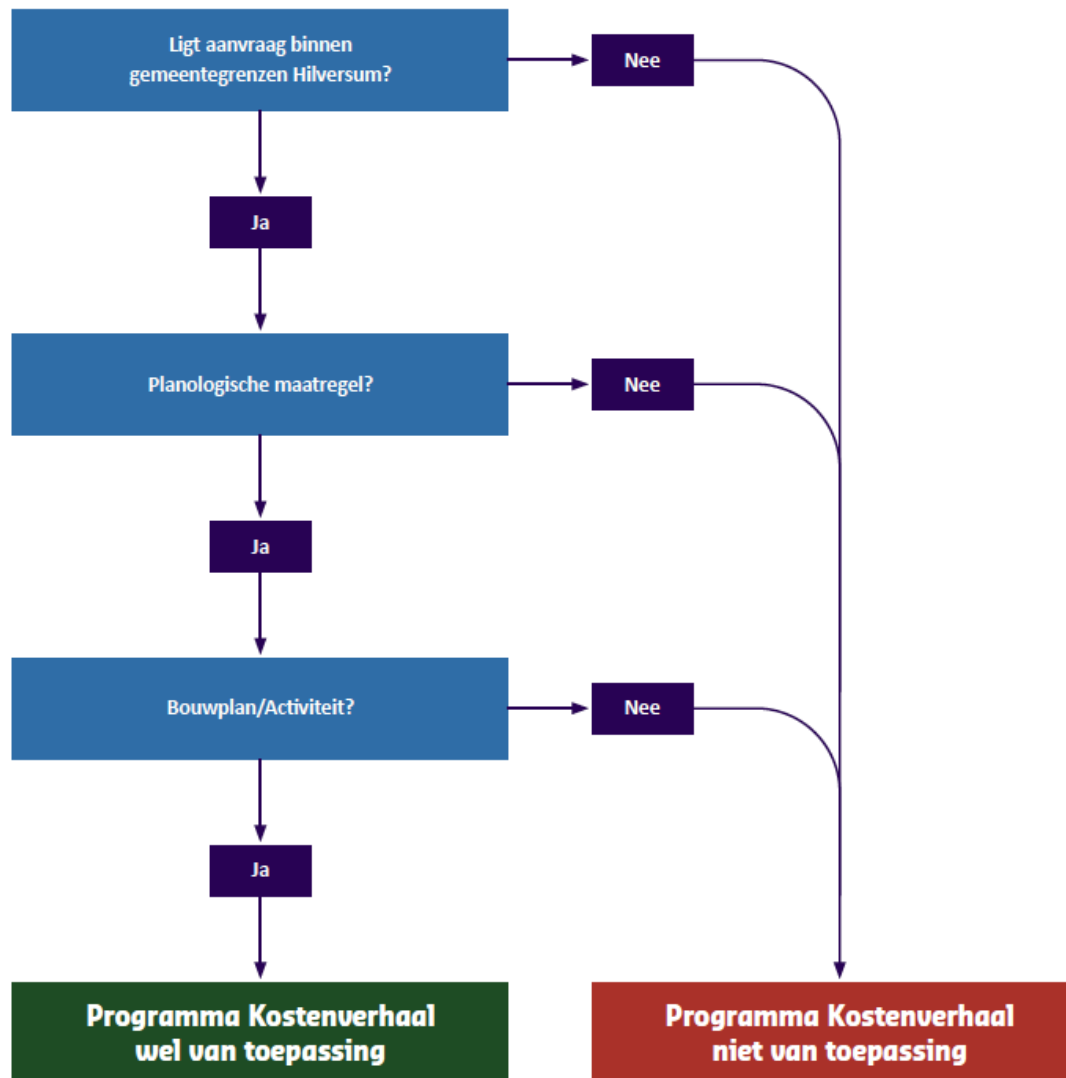 Ligt aanvraag binnen
gemeentegrenzen Hilversum?
Nee
Ja
Planologische maatregel?
Nee
Ja
Bouwplan/Activiteit?
Nee
Ja
Programma Kostenverhaal
wel van toepassing
Programma Kostenverhaal
niet van toepassing